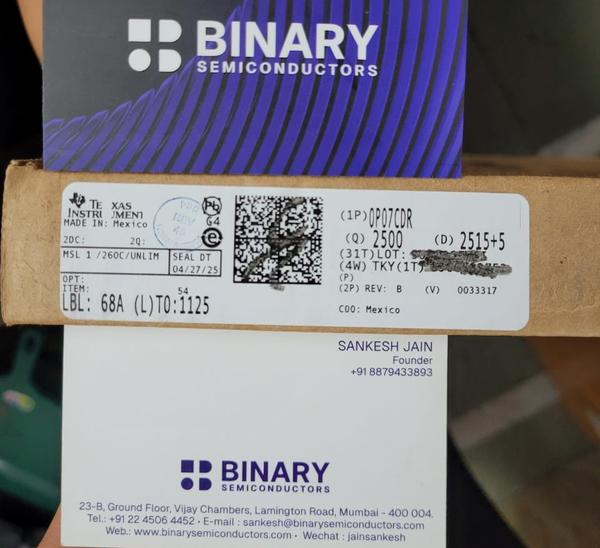 BINARY
SEMICONDUCTORS
TEXAS
INSTRUMENTS
MADE IN: Mexico
2DC: 2Q:
MSL 1 /260C/UNLIM SEAL DT
04/27/25
OPT:
ITEM: 54
LBL: 68A (L)TO:1125
Pb
G4
(1P)OP07CDR
(Q) 2500 (D) 2515+5
(31T)LOT:
(4W) TKY(1T)
(P)
(2P) REV: B (V) 0033317
COO: Mexico
SANKESH JAIN
Founder
+91 8879433893
BINARY
SEMICONDUCTORS
23-B, Ground Floor, Vijay Chambers, Lamington Road, Mumbai - 400 004.
Tel.: +91 22 4506 4452 • E-mail : sankesh@binarysemiconductors.com
Web.: www.binarysemiconductors.com • Wechat : jainsankesh